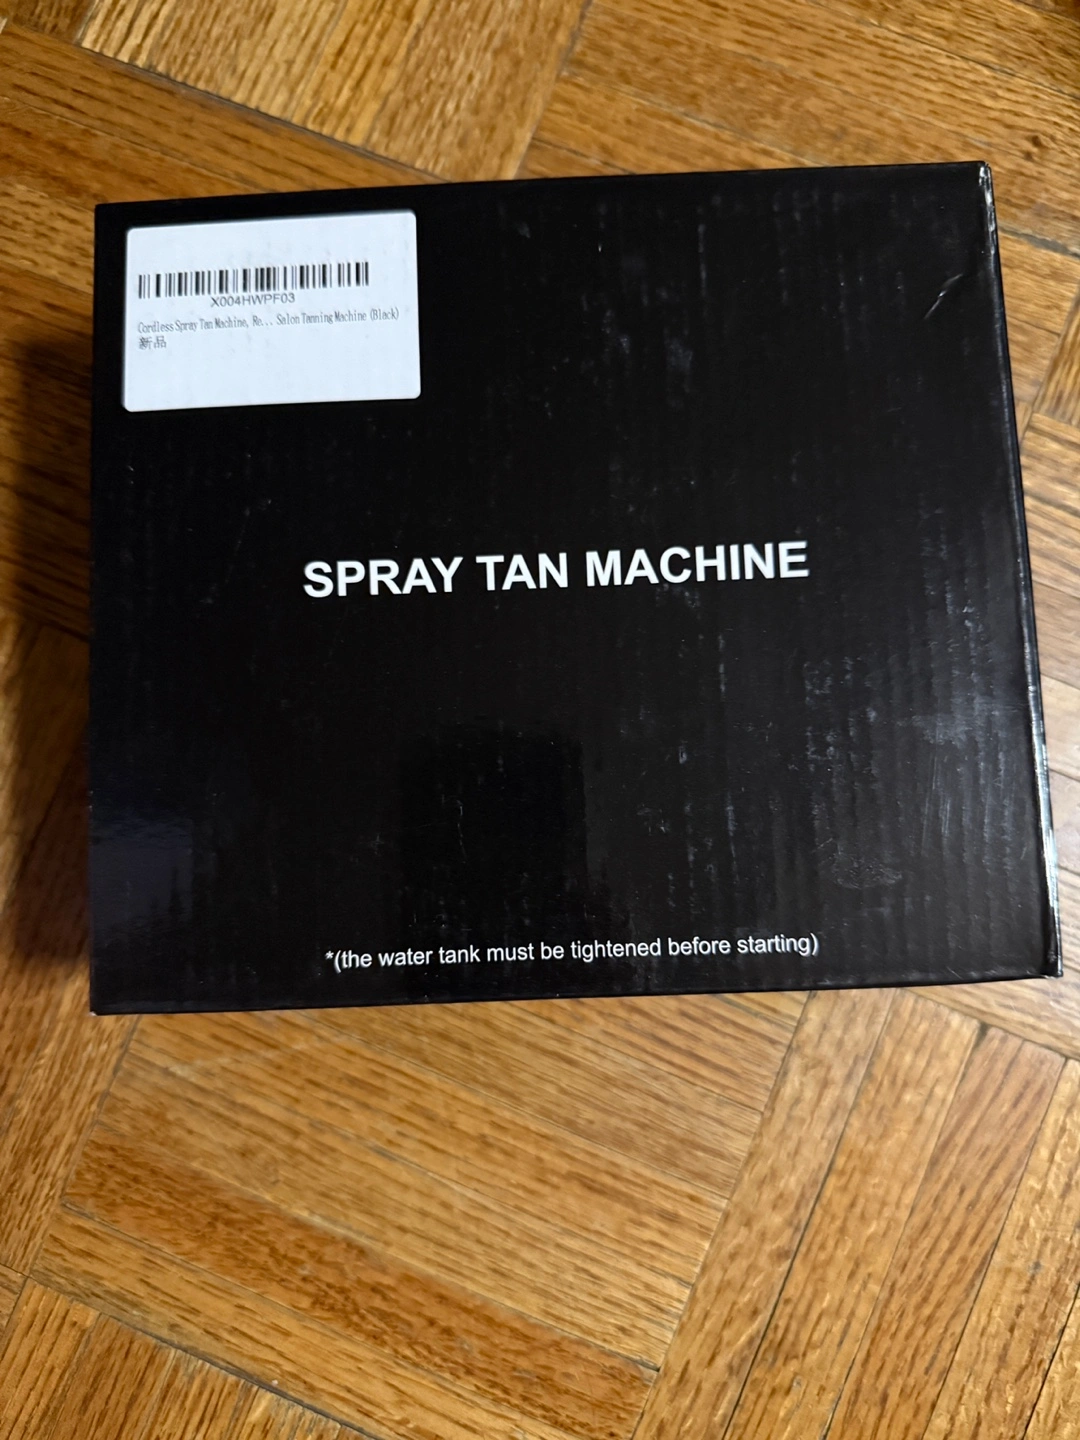 X004HWPF03
Cordless Spray Tan Machine, Re... Salon Tanning Machine (Black)
新品
SPRAY TAN MACHINE
*(the water tank must be tightened before starting)